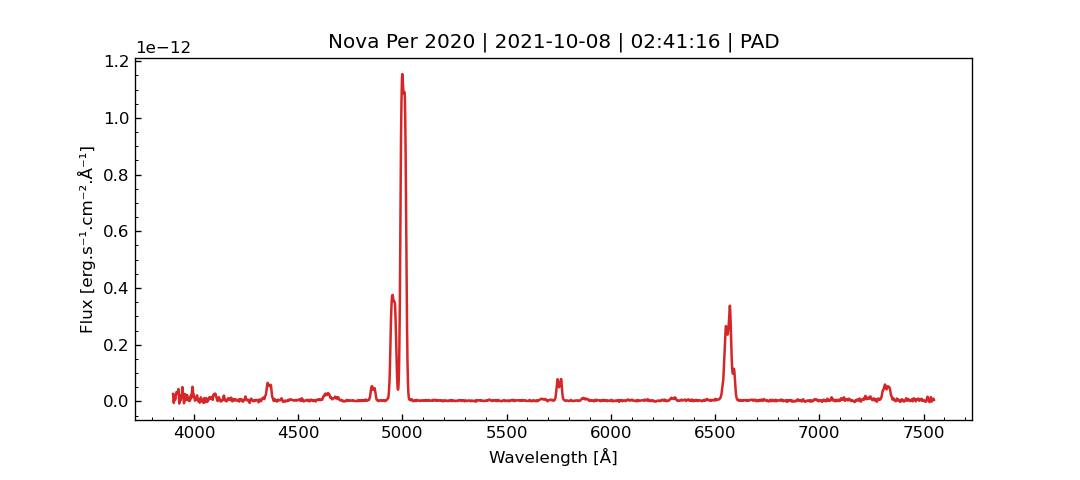 Nova Per 2020 | 2021-10-08 | 02:41:16 | PAD
1e−12
1.2
1.0
0.8
0.6
0.4
0.2
0.0
Flux [erg.s⁻¹.cm⁻².Å⁻¹]
4000 4500 5000 5500 6000 6500 7000 7500
Wavelength [Å]